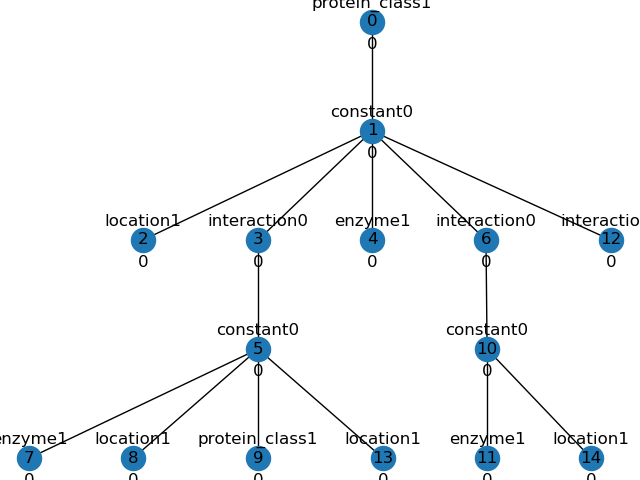 protein_class1
0
0
constant0
1
0
location1 interaction0 enzyme1 interaction0 interactio
2 3 4 6 12
0 0 0 0 0
constant0 constant0
5 10
0 0
enzyme1 location1 protein_class1 location1 enzyme1 location1
7 8 9 13 11 14
0 0 0 0 0 0